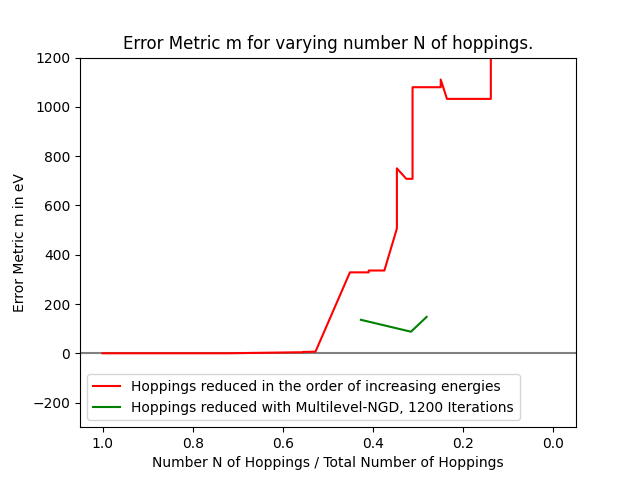 Error Metric m for varying number N of hoppings.
1200
1000
800
600
400
200
0
−200
Error Metric m in eV
Hoppings reduced in the order of increasing energies
Hoppings reduced with Multilevel-NGD, 1200 Iterations
1.0 0.8 0.6 0.4 0.2 0.0
Number N of Hoppings / Total Number of Hoppings